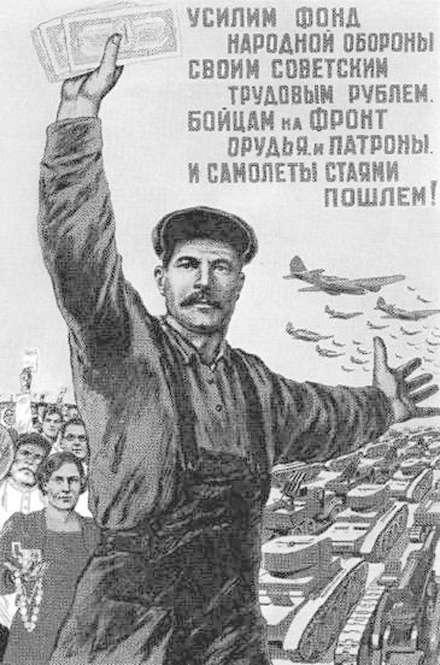 УСИЛИМ ФОНД
НАРОДНОЙ ОБОРОНЫ
СВОИМ СОВЕТСКИМ
ТРУДОВЫМ РУБЛЕМ.
БОЙЦАМ НА ФРОНТ
ОРУДЬЯ И ПАТРОНЫ.
И САМОЛЕТЫ СТАЯМИ
ПОШЛЕМ!